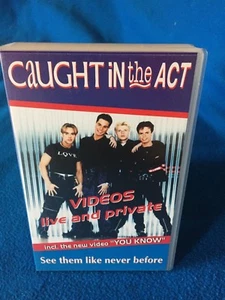 CaUGHT iN the ACT
LOVE
VIDEOS
live and private
incl. the new video "YOU KNOW"
See them like never before